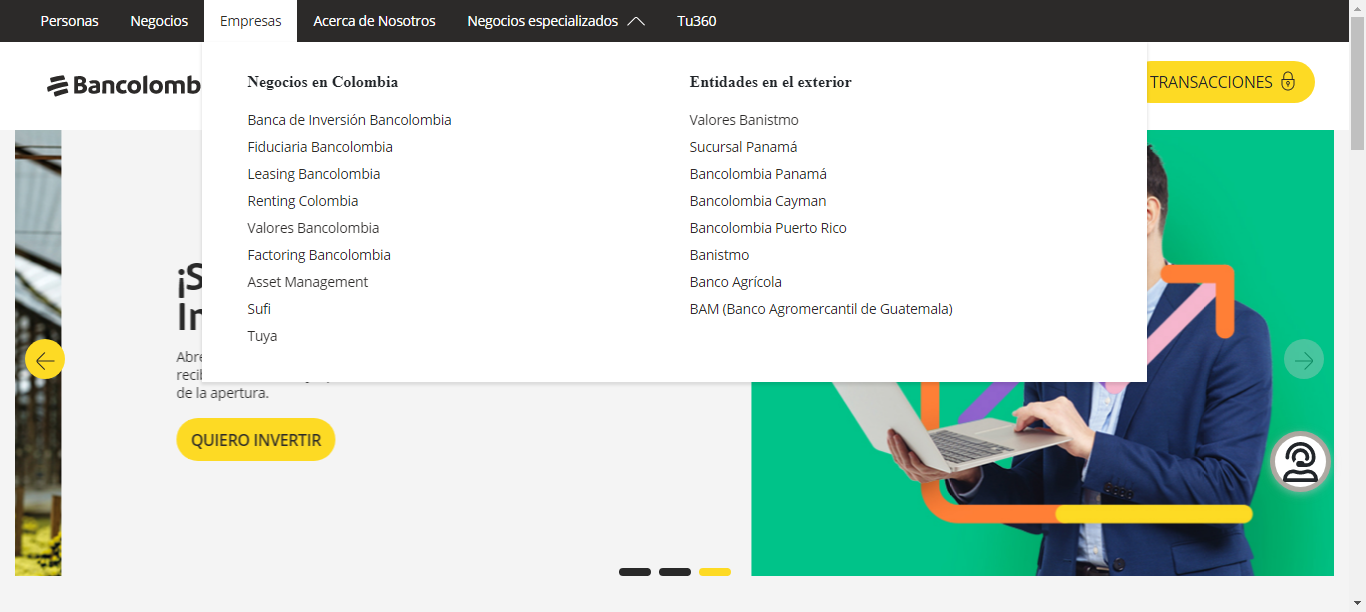 Personas Negocios Empresas Acerca de Nosotros Negocios especializados Tu360
Bancolomb
TRANSACCIONES
Negocios en Colombia
Banca de Inversión Bancolombia
Fiduciaria Bancolombia
Leasing Bancolombia
Renting Colombia
Valores Bancolombia
Factoring Bancolombia
Asset Management
Sufi
Tuya
Entidades en el exterior
Valores Banistmo
Sucursal Panamá
Bancolombia Panamá
Bancolombia Cayman
Bancolombia Puerto Rico
Banistmo
Banco Agrícola
BAM (Banco Agromercantil de Guatemala)
¡S
In
Abre
recib
de la apertura.
QUIERO INVERTIR